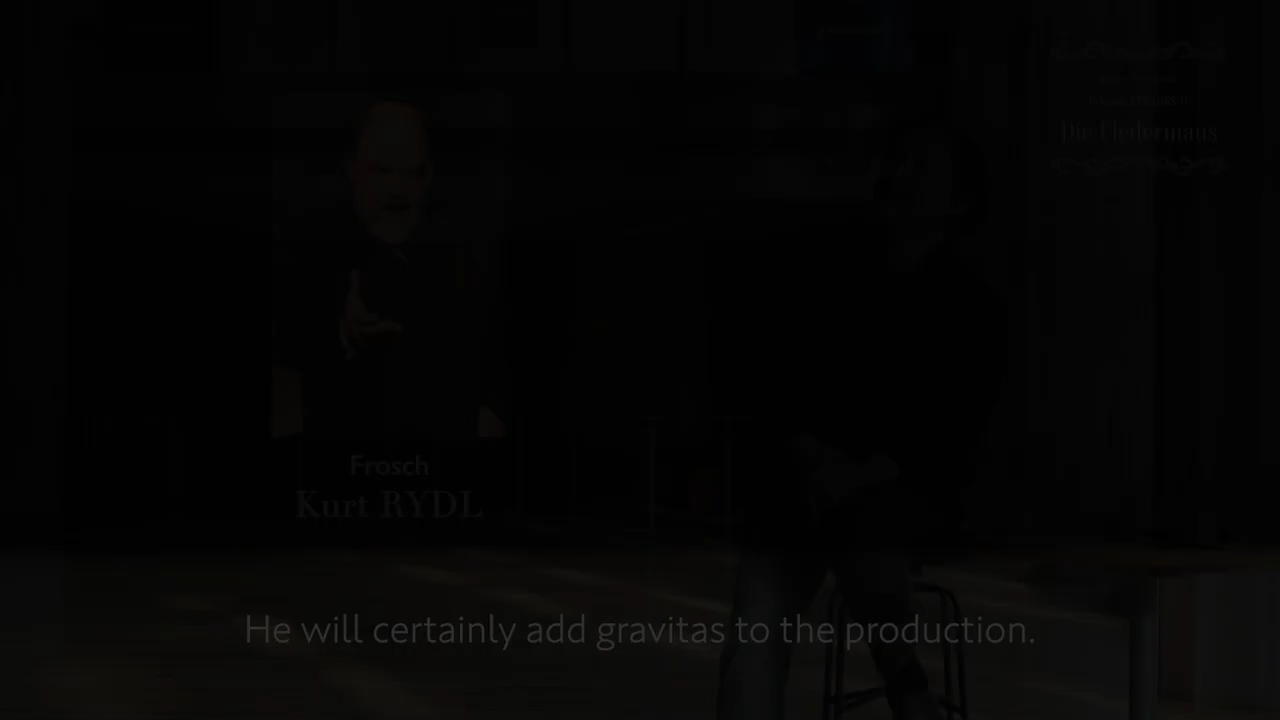 Die Fledermaus
Frosch
Kurt RYDL
He will certainly add gravitas to the production.